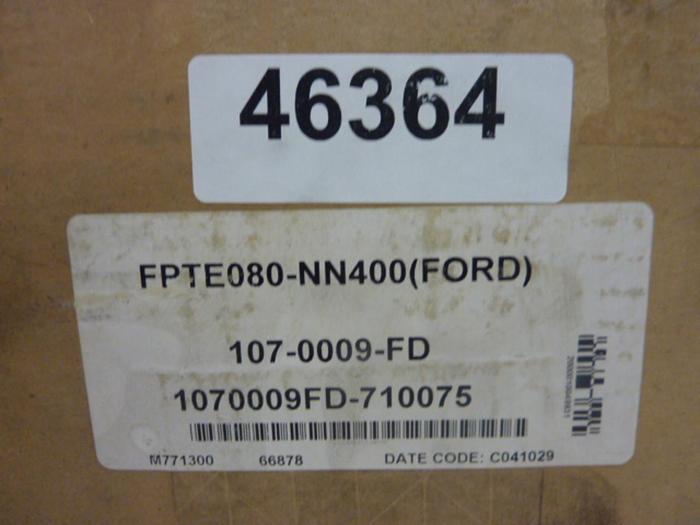 46364
FPTE080-NN400(FORD)
107-0009-FD
1070009FD-710075
M771300 66878 DATE CODE: C041029